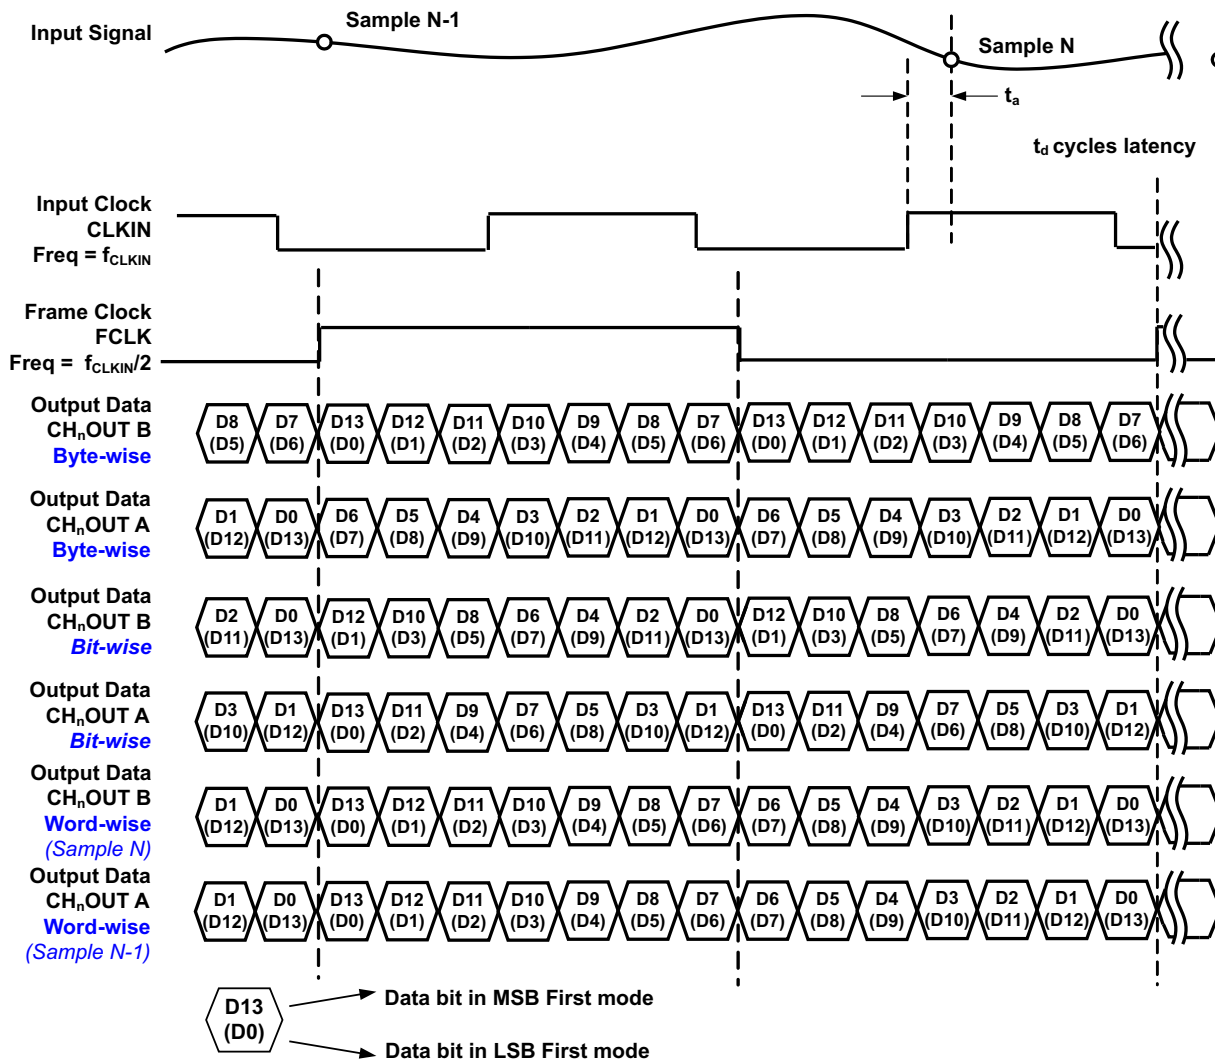 Input Signal
Sample N-1
Sample N
ta
td cycles latency
Input Clock
CLKIN
Freq = fCLKIN
Frame Clock
FCLK
Freq = fCLKIN/2
Output Data
CHnOUT B
Byte-wise
D8 D7 D13 D12 D11 D10 D9 D8 D7 D13 D12 D11 D10 D9 D8 D7
(D5) (D6) (D0) (D1) (D2) (D3) (D4) (D5) (D6) (D0) (D1) (D2) (D3) (D4) (D5) (D6)
Output Data
CHnOUT A
Byte-wise
D1 D0 D6 D5 D4 D3 D2 D1 D0 D6 D5 D4 D3 D2 D1 D0
(D12) (D13) (D7) (D8) (D9) (D10) (D11) (D12) (D13) (D7) (D8) (D9) (D10) (D11) (D12) (D13)
Output Data
CHnOUT B
Bit-wise
D2 D0 D12 D10 D8 D6 D4 D2 D0 D12 D10 D8 D6 D4 D2 D0
(D11) (D13) (D1) (D3) (D5) (D7) (D9) (D11) (D13) (D1) (D3) (D5) (D7) (D9) (D11) (D13)
Output Data
CHnOUT A
Bit-wise
D3 D1 D13 D11 D9 D7 D5 D3 D1 D13 D11 D9 D7 D5 D3 D1
(D10) (D12) (D0) (D2) (D4) (D6) (D8) (D10) (D12) (D0) (D2) (D4) (D6) (D8) (D10) (D12)
Output Data
CHnOUT B
Word-wise
(Sample N)
D1 D0 D13 D12 D11 D10 D9 D8 D7 D6 D5 D4 D3 D2 D1 D0
(D12) (D13) (D0) (D1) (D2) (D3) (D4) (D5) (D6) (D7) (D8) (D9) (D10) (D11) (D12) (D13)
Output Data
CHnOUT A
Word-wise
(Sample N-1)
D1 D0 D13 D12 D11 D10 D9 D8 D7 D6 D5 D4 D3 D2 D1 D0
(D12) (D13) (D0) (D1) (D2) (D3) (D4) (D5) (D6) (D7) (D8) (D9) (D10) (D11) (D12) (D13)
D13
(D0)
Data bit in MSB First mode
Data bit in LSB First mode